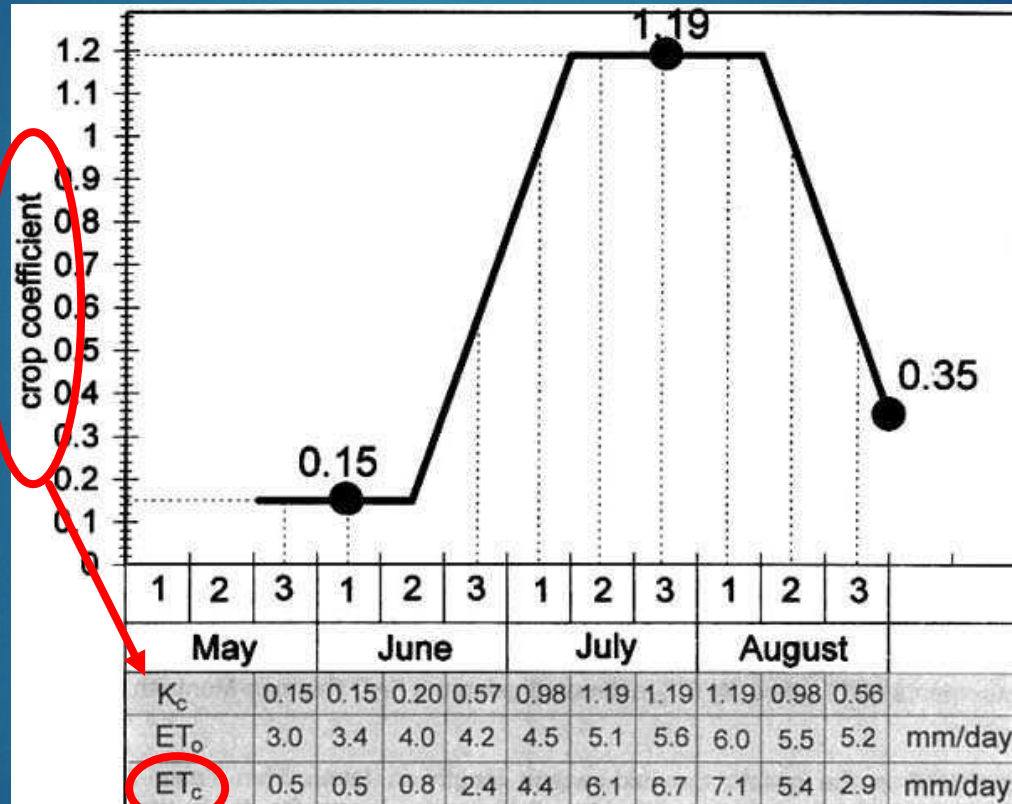 1.19
1.2
1.1
1
0.9
0.8
0.7
0.6
0.5
0.4
0.3
0.2
0.1
0
crop coefficient
0.15
0.35
1 2 3 1 2 3 1 2 3 1 2 3
May June July August
Kc 0.15 0.15 0.20 0.57 0.98 1.19 1.19 1.19 0.98 0.56
ETo 3.0 3.4 4.0 4.2 4.5 5.1 5.6 6.0 5.5 5.2 mm/day
ETc 0.5 0.5 0.8 2.4 4.4 6.1 6.7 7.1 5.4 2.9 mm/day